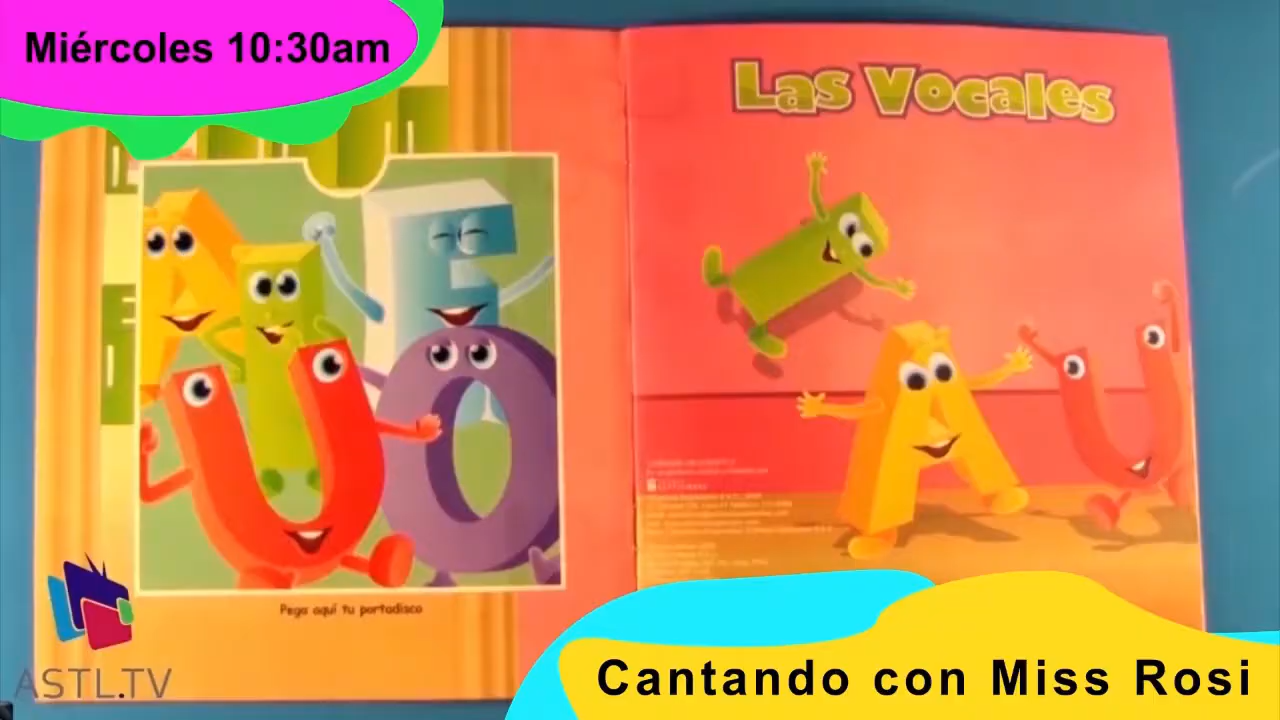 Miércoles 10:30am
Las Vocales
Pega aquí tu portadisco
ASTL.TV
Cantando con Miss Rosi